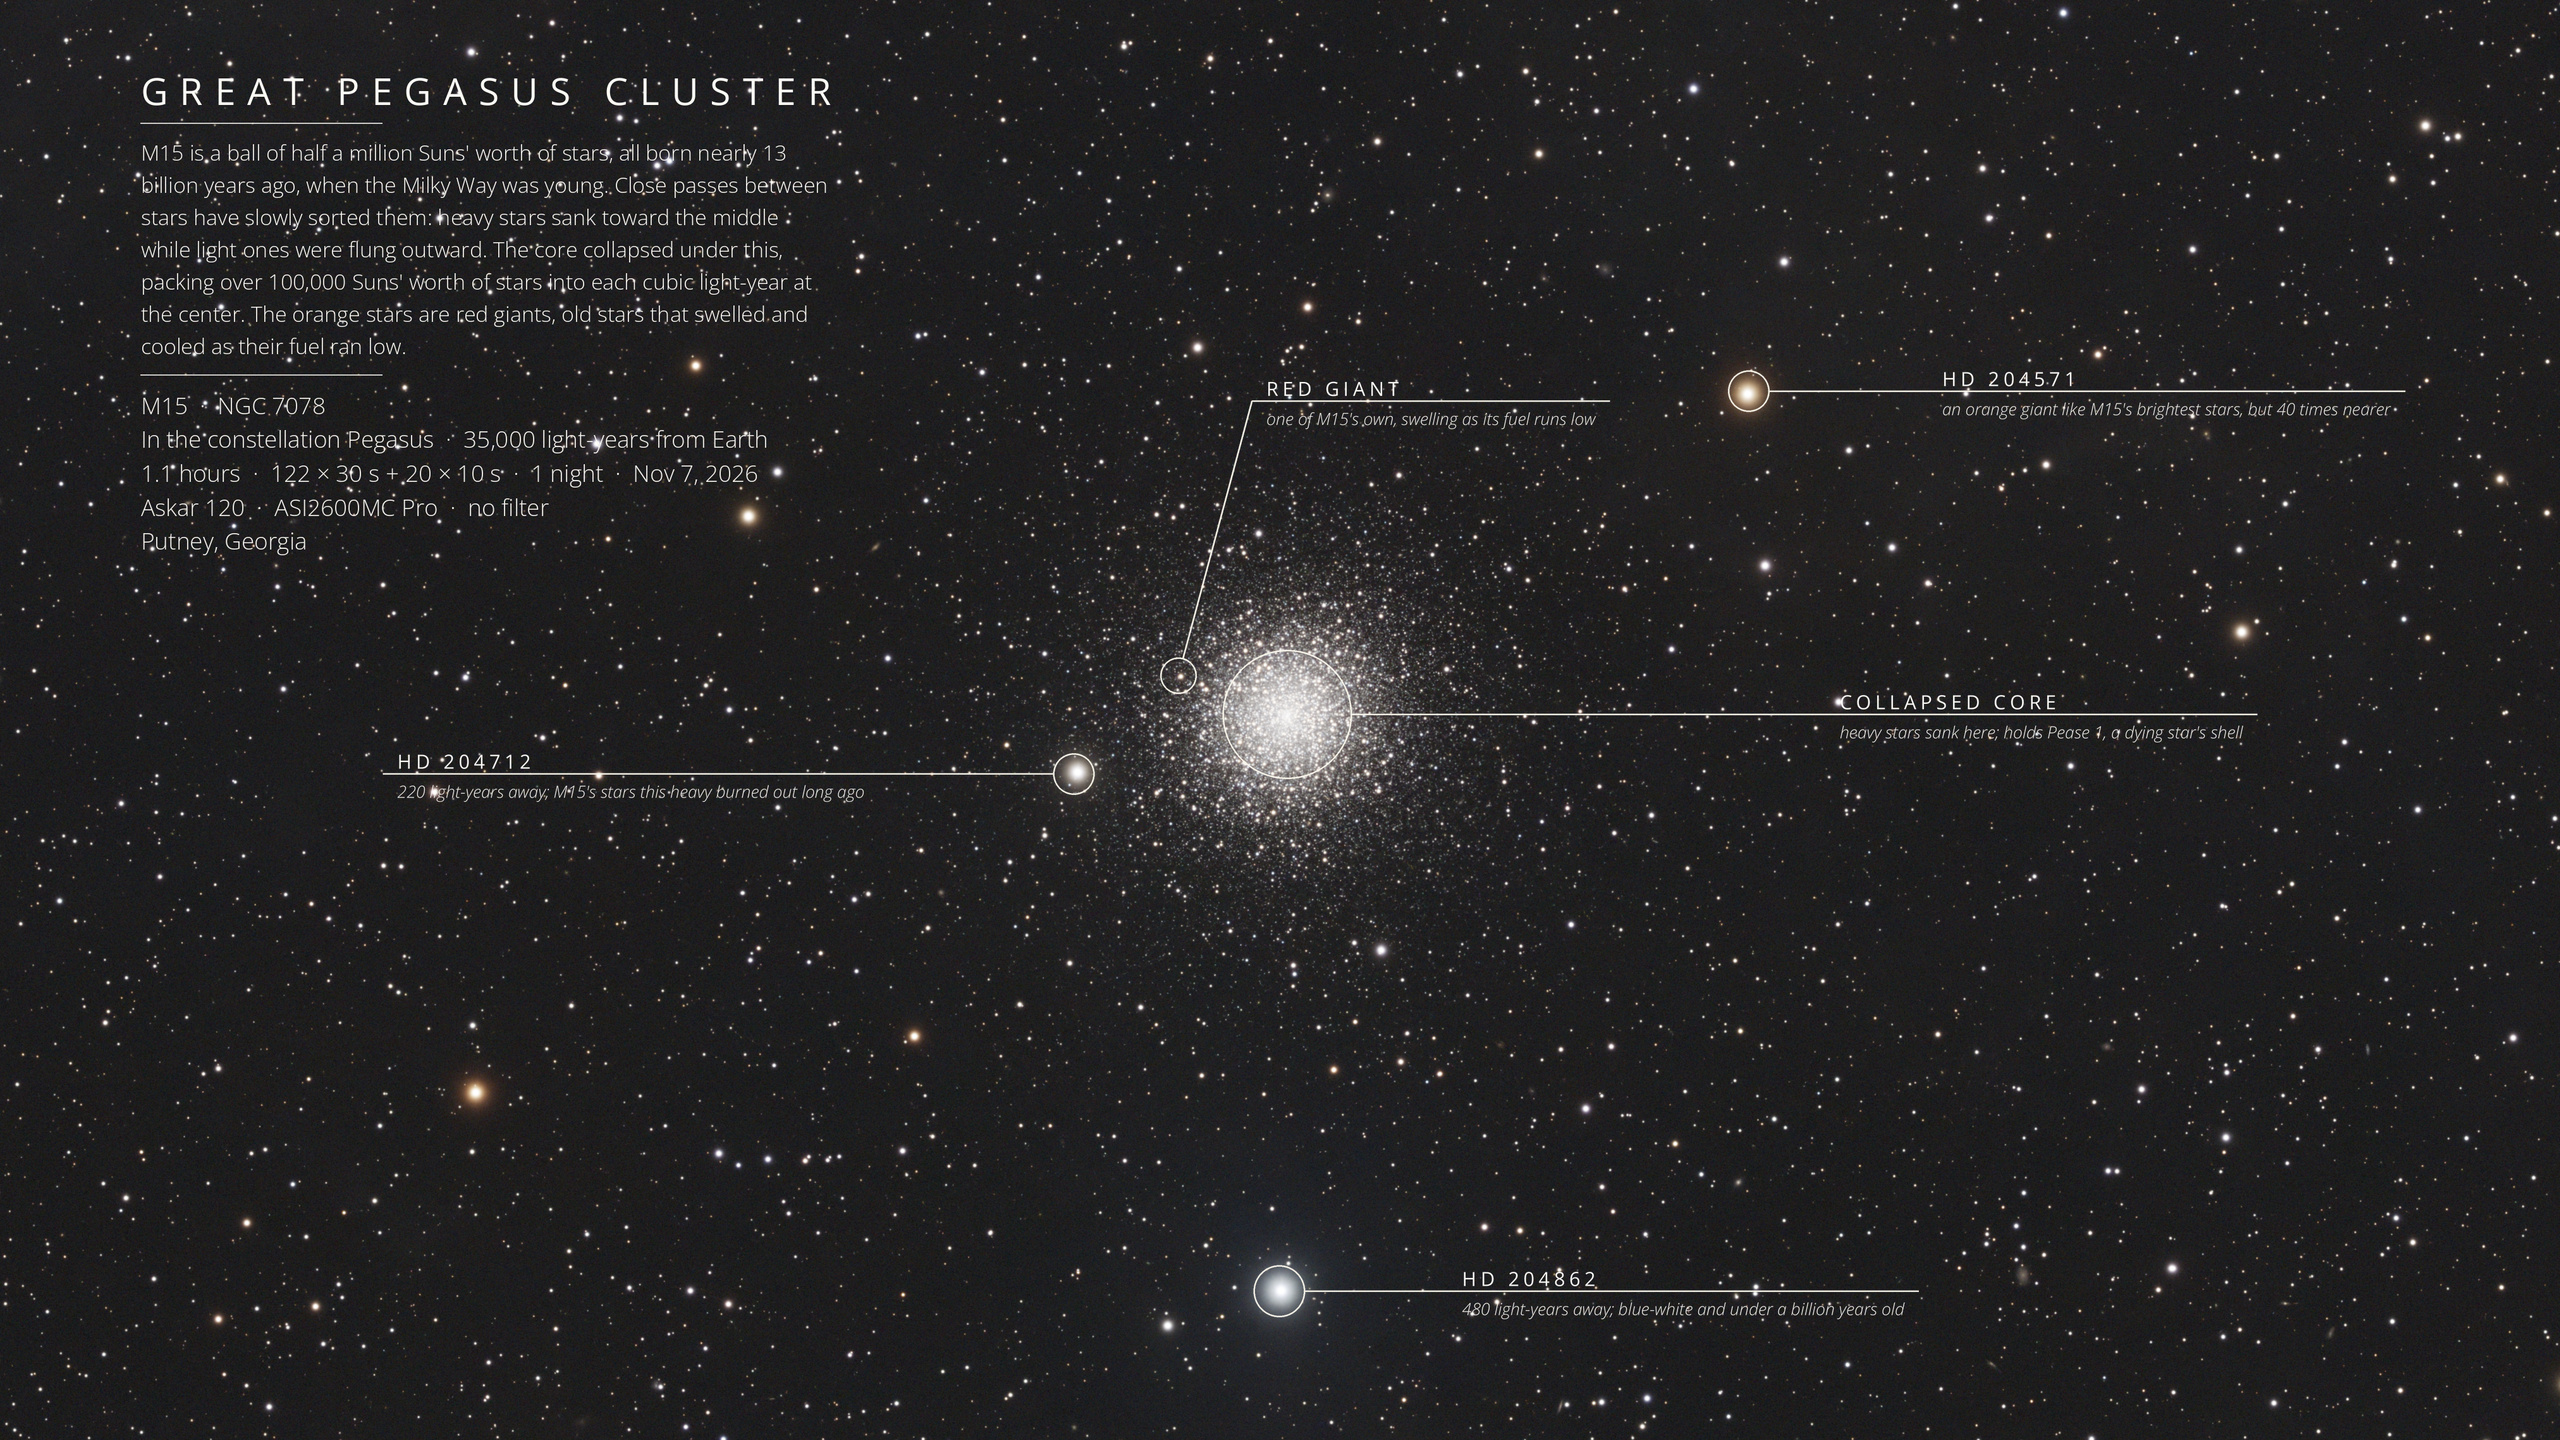 GREAT PEGASUS CLUSTER
M15 is a ball of half a million Suns' worth of stars, all born nearly 13
billion years ago, when the Milky Way was young. Close passes between
stars have slowly sorted them: heavy stars sank toward the middle
while light ones were flung outward. The core collapsed under this,
packing over 100,000 Suns' worth of stars into each cubic light-year at
the center. The orange stars are red giants, old stars that swelled and
cooled as their fuel ran low.
M15 · NGC 7078
In the constellation Pegasus · 35,000 light-years from Earth
1.1 hours · 122 × 30 s + 20 × 10 s · 1 night · Nov 7, 2026
Askar 120 · ASI2600MC Pro · no filter
Putney, Georgia
RED GIANT
one of M15's own, swelling as its fuel runs low
HD 204571
an orange giant like M15's brightest stars, but 40 times nearer
COLLAPSED CORE
heavy stars sank here; holds Pease 1, a dying star's shell
HD 204712
220 light-years away; M15's stars this heavy burned out long ago
HD 204862
480 light-years away; blue-white and under a billion years old